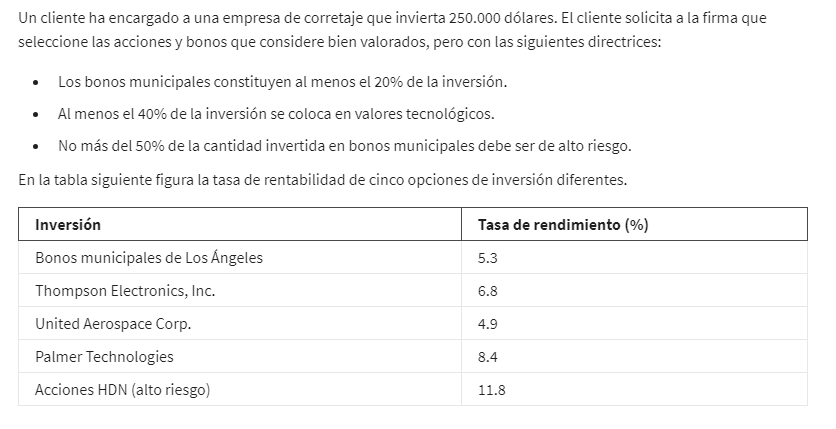 Un cliente ha encargado a una empresa de corretaje que invierta 250.000 dólares. El cliente solicita a la firma que
seleccione las acciones y bonos que considere bien valorados, pero con las siguientes directrices:
• Los bonos municipales constituyen al menos el 20% de la inversión.
• Al menos el 40% de la inversión se coloca en valores tecnológicos.
• No más del 50% de la cantidad invertida en bonos municipales debe ser de alto riesgo.
En la tabla siguiente figura la tasa de rentabilidad de cinco opciones de inversión diferentes.
Inversión Tasa de rendimiento (%)
Bonos municipales de Los Ángeles 5.3
Thompson Electronics, Inc. 6.8
United Aerospace Corp. 4.9
Palmer Technologies 8.4
Acciones HDN (alto riesgo) 11.8